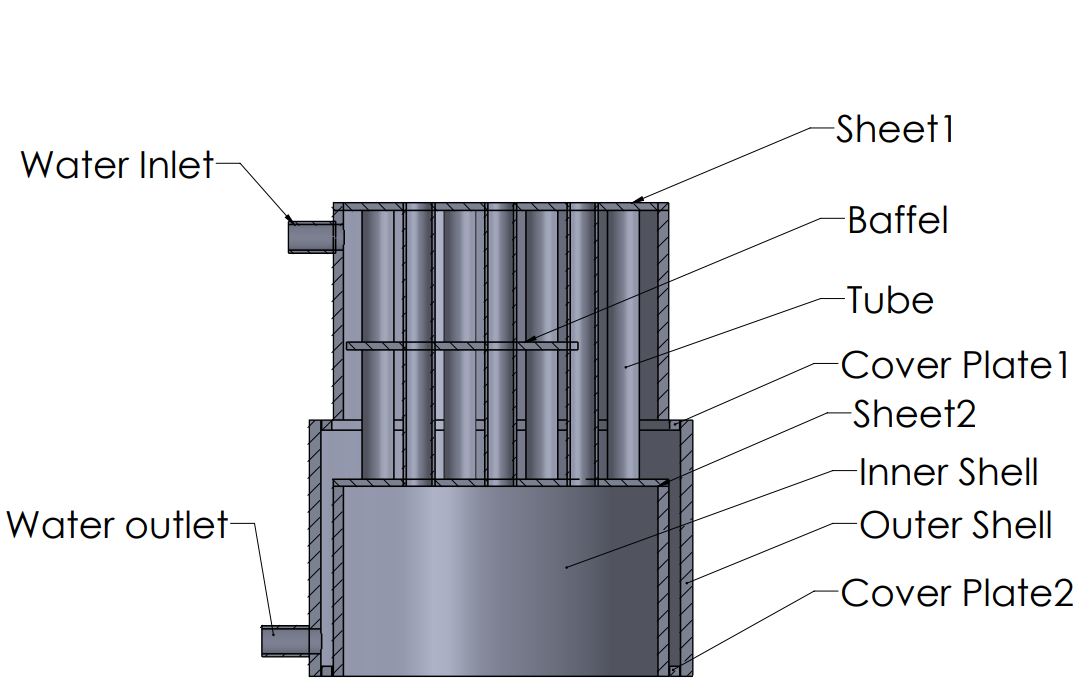 Sheet1
Water Inlet
Baffel
Tube
Cover Plate1
Sheet2
Inner Shell
Water outlet
Outer Shell
Cover Plate2